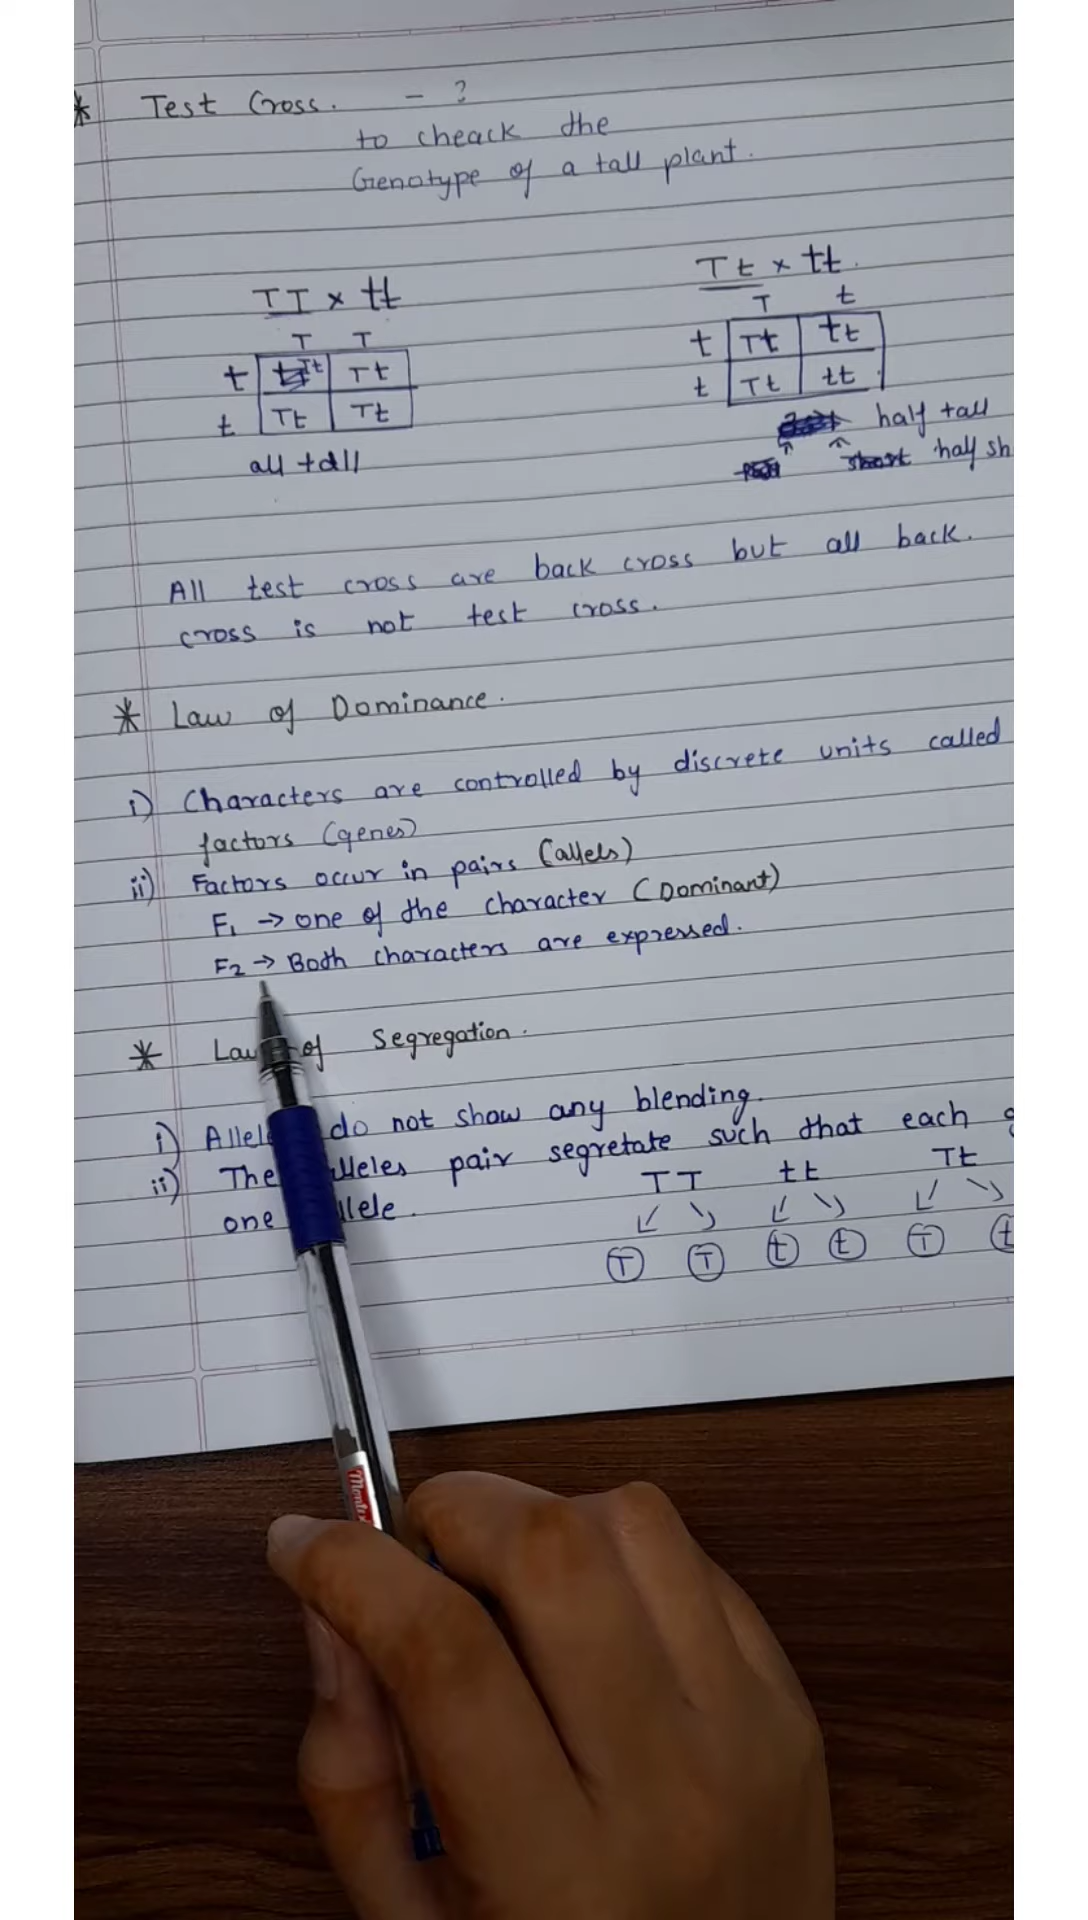 * Test Cross. - ?
to cheack the
Genotype of a tall plant.
TT x tt
T T
t Tt Tt
t Tt Tt
all tall
Tt x tt.
T t
t Tt tt
t Tt tt
half tall
short half sh
All test cross are back cross but all back.
cross is not test cross.
* Law of Dominance.
i) Characters are controlled by discrete units called
factors (genes)
ii) Factors occur in pairs (allels)
F1 → one of the character (Dominant)
F2 → Both characters are expressed.
* Law of Segregation.
i) Allele do not show any blending.
ii) The lleles pair segretate such that each g
one llele.
TT tt Tt
T T t t T t
Montex